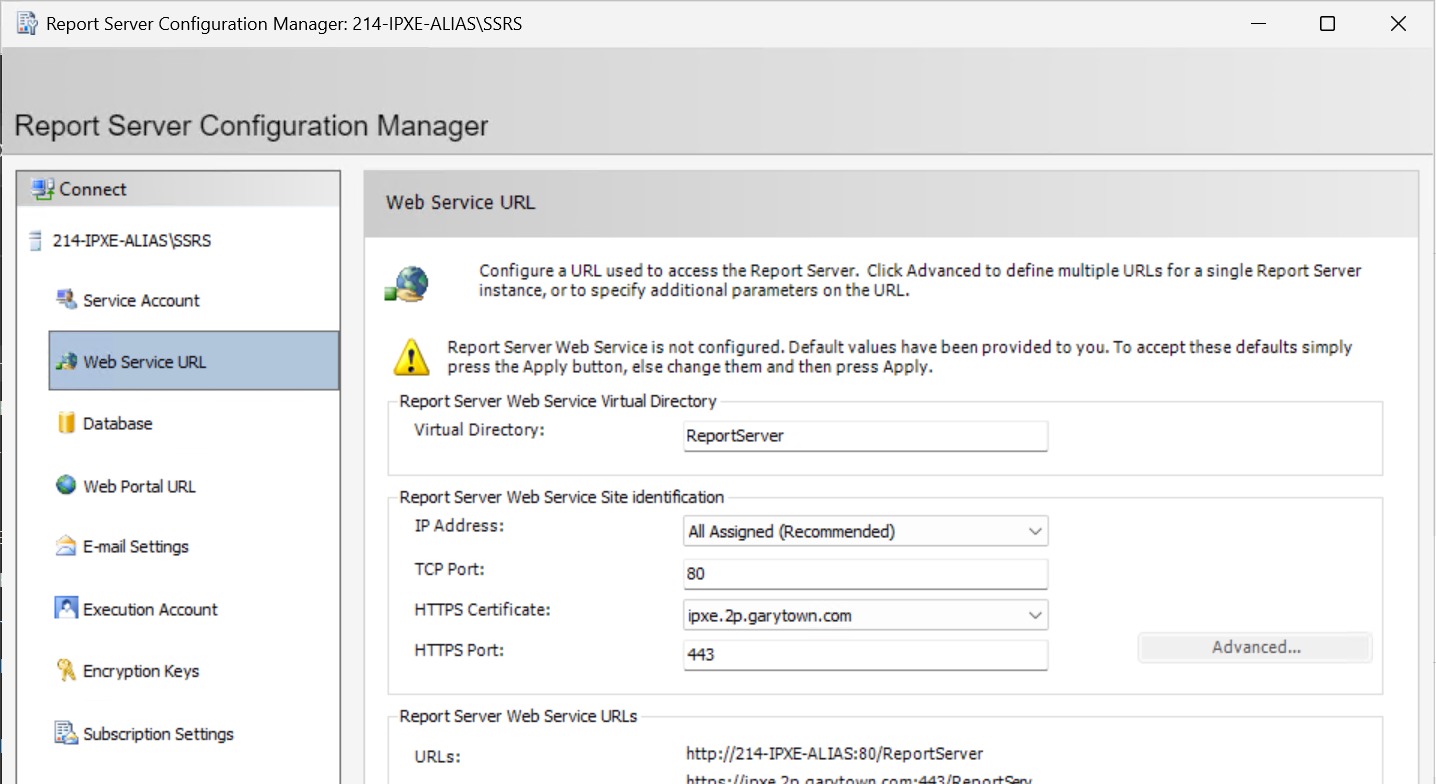 Report Server Configuration Manager: 214-IPXE-ALIAS\SSRS
Report Server Configuration Manager
Connect
214-IPXE-ALIAS\SSRS
Service Account
Web Service URL
Database
Web Portal URL
E-mail Settings
Execution Account
Encryption Keys
Subscription Settings
Web Service URL
Configure a URL used to access the Report Server. Click Advanced to define multiple URLs for a single Report Server
instance, or to specify additional parameters on the URL.
Report Server Web Service is not configured. Default values have been provided to you. To accept these defaults simply
press the Apply button, else change them and then press Apply.
Report Server Web Service Virtual Directory
Virtual Directory: ReportServer
Report Server Web Service Site identification
IP Address: All Assigned (Recommended)
TCP Port: 80
HTTPS Certificate: ipxe.2p.garytown.com
HTTPS Port: 443
Advanced...
Report Server Web Service URLs
URLs: http://214-IPXE-ALIAS:80/ReportServer
https://ipxe.2p.garytown.com:443/ReportServ